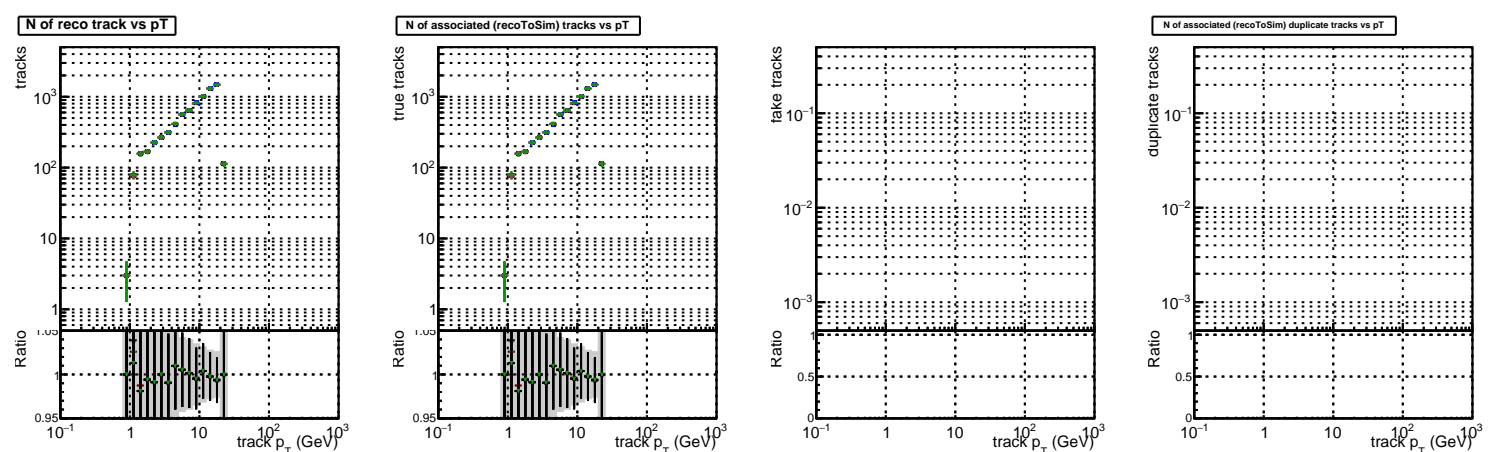 N of reco track vs pT
tracks
10³
10²
10
1
Ratio
1.05
1
0.95
10⁻¹ 1 10 10² 10³
track p_T (GeV)
N of associated (recoToSim) tracks vs pT
true tracks
10³
10²
10
1
Ratio
1.05
1
0.95
10⁻¹ 1 10 10² 10³
track p_T (GeV)
fake tracks
10⁻¹
10⁻²
10⁻³
Ratio
1
0.5
0
10⁻¹ 1 10 10² 10³
track p_T (GeV)
N of associated (recoToSim) duplicate tracks vs pT
duplicate tracks
10⁻¹
10⁻²
10⁻³
Ratio
1
0.5
0
10⁻¹ 1 10 10² 10³
track p_T (GeV)